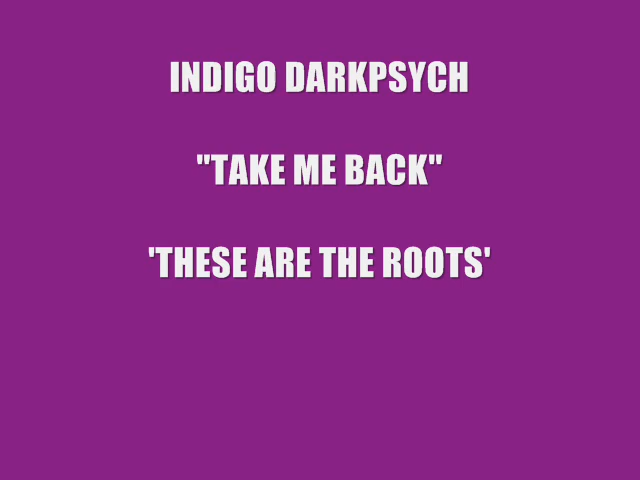 INDIGO DARKPSYCH
"TAKE ME BACK"
'THESE ARE THE ROOTS'